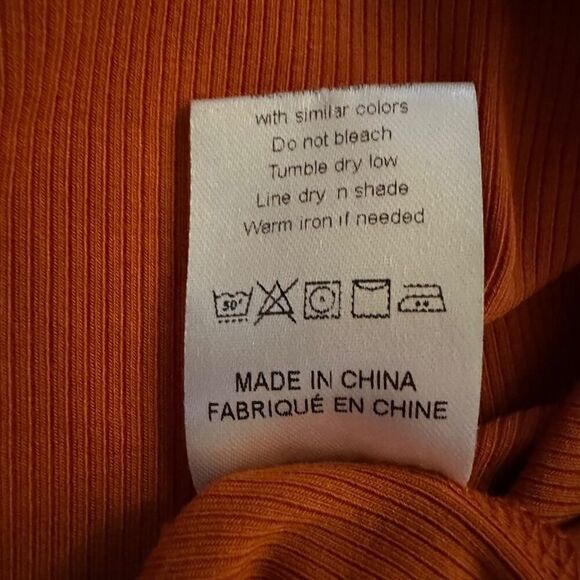 with similar colors
Do not bleach
Tumble dry low
Line dry n shade
Warm iron if needed
50°
MADE IN CHINA
FABRIQUÉ EN CHINE